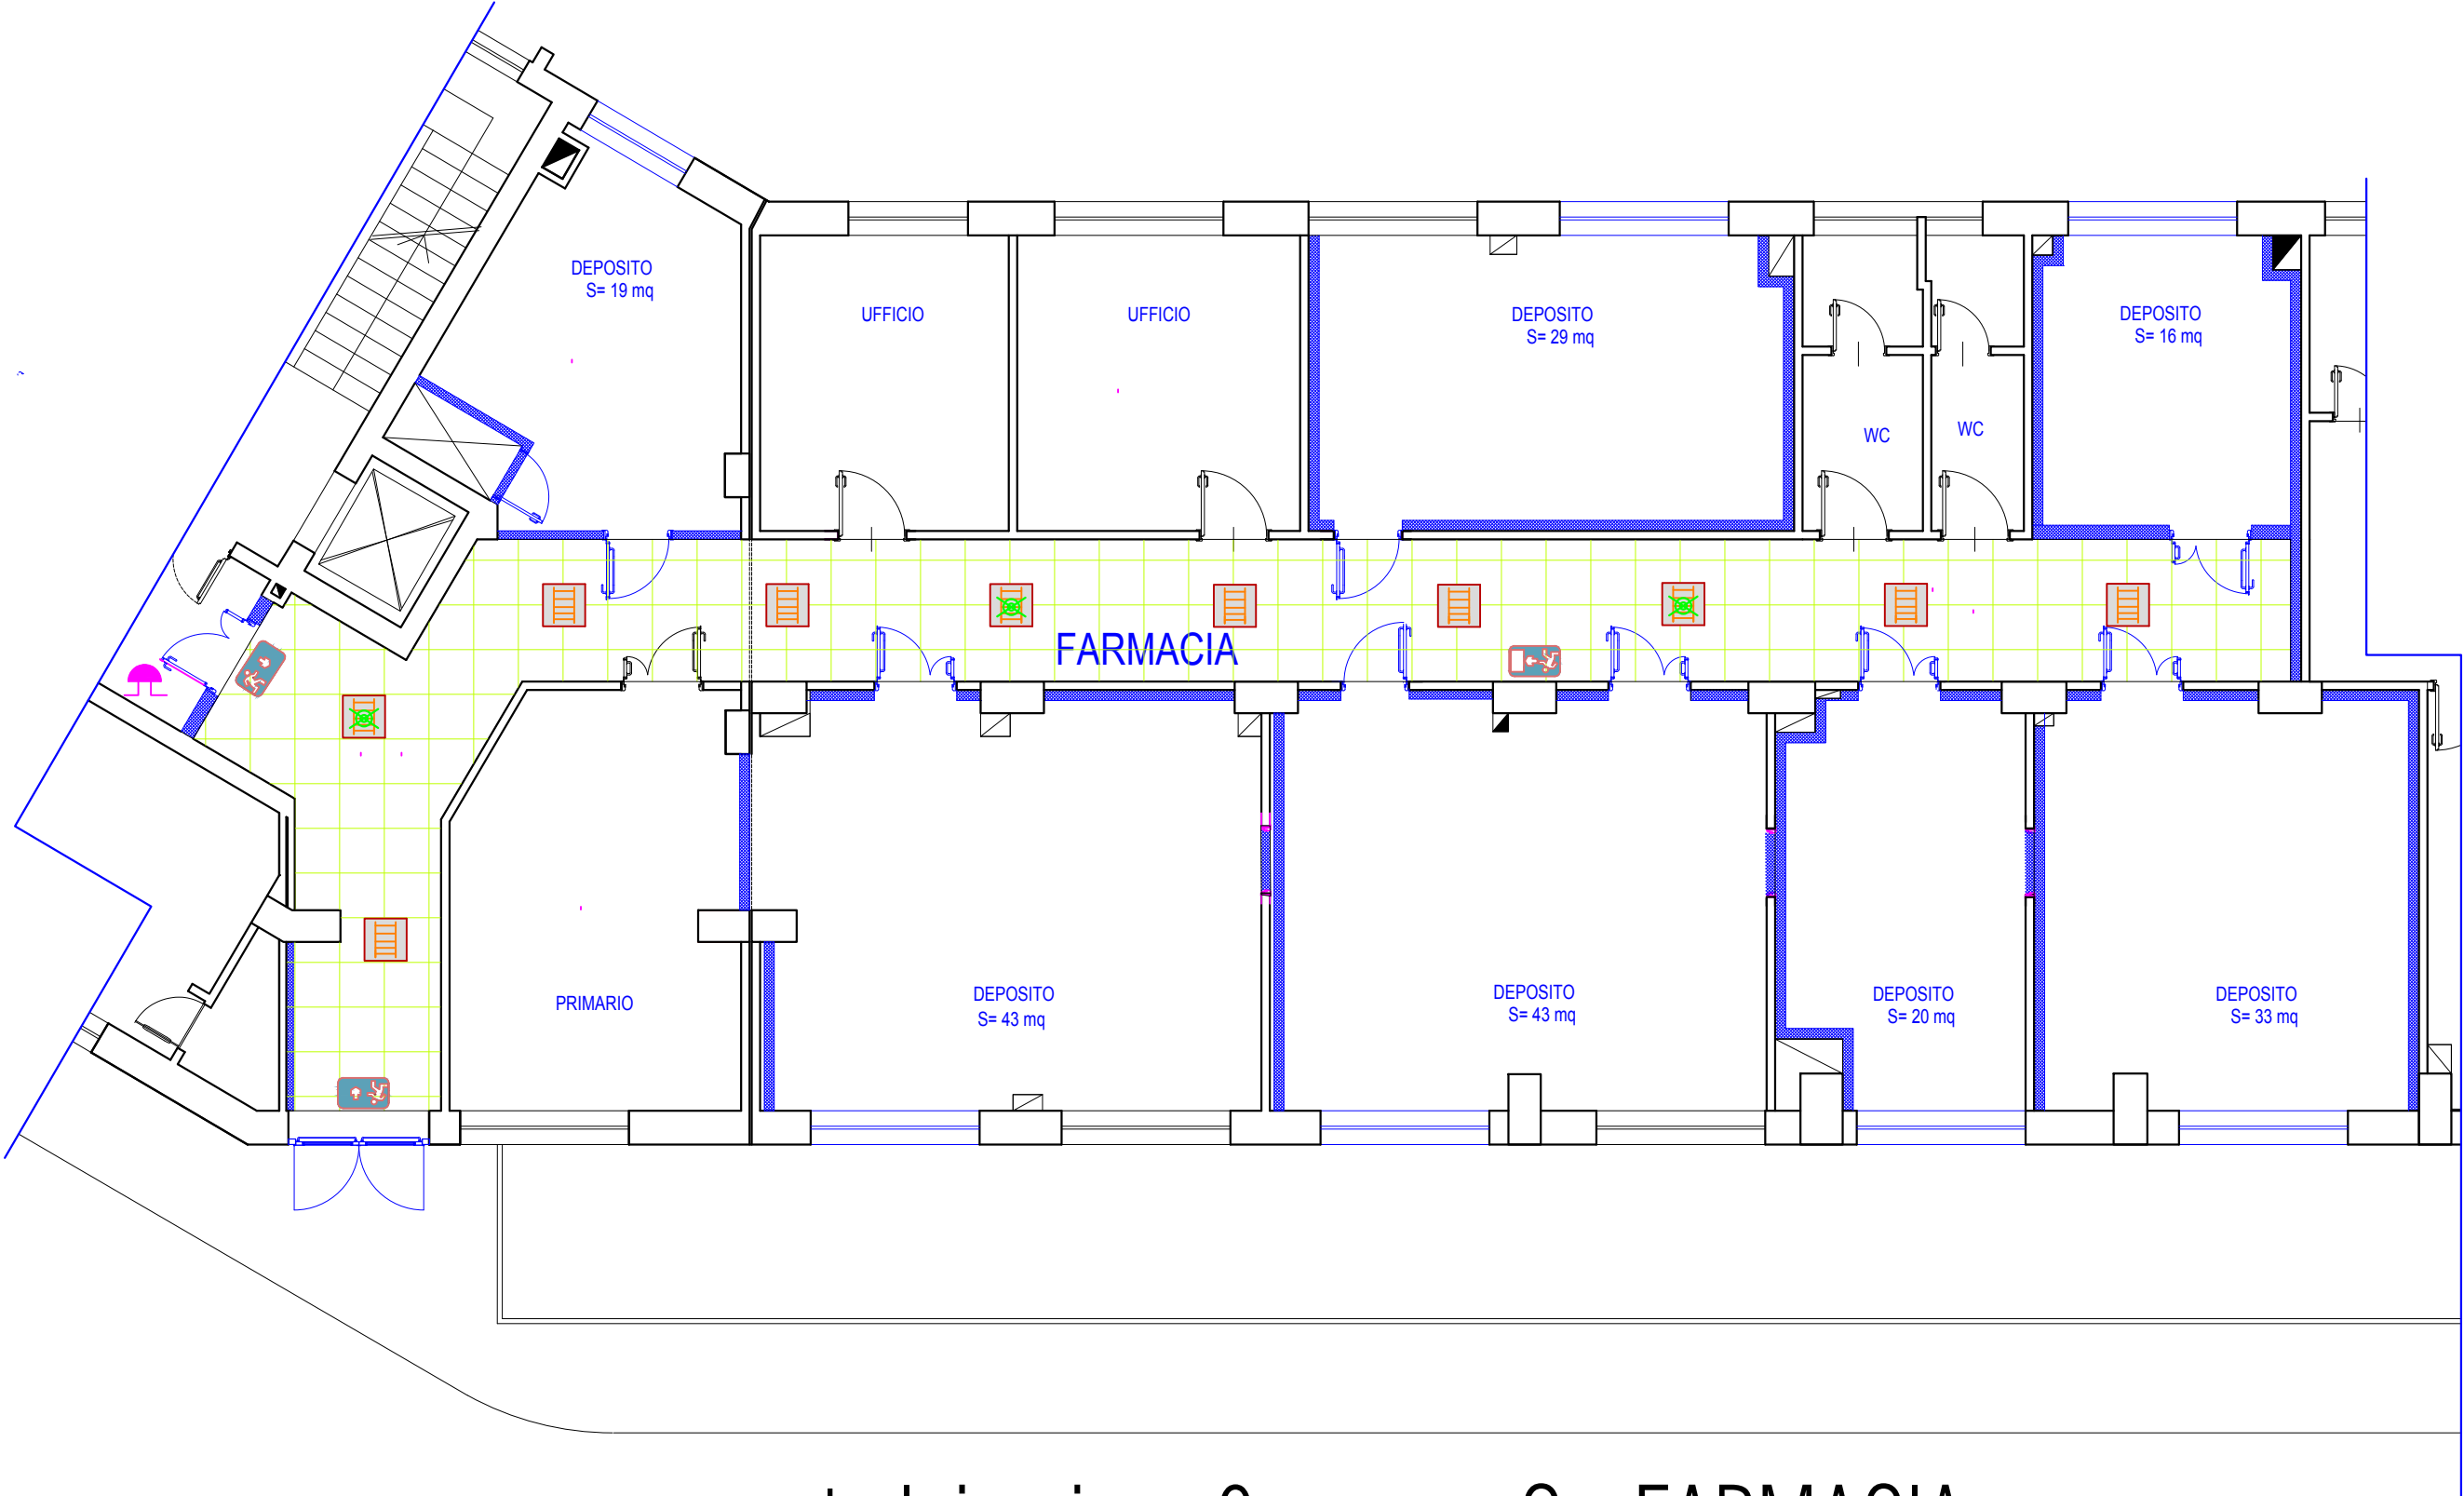 DEPOSITO
S= 19 mq
UFFICIO
UFFICIO
DEPOSITO
S= 29 mq
WC
WC
DEPOSITO
S= 16 mq
FARMACIA
PRIMARIO
DEPOSITO
S= 43 mq
DEPOSITO
S= 43 mq
DEPOSITO
S= 20 mq
DEPOSITO
S= 33 mq
FARMACIA